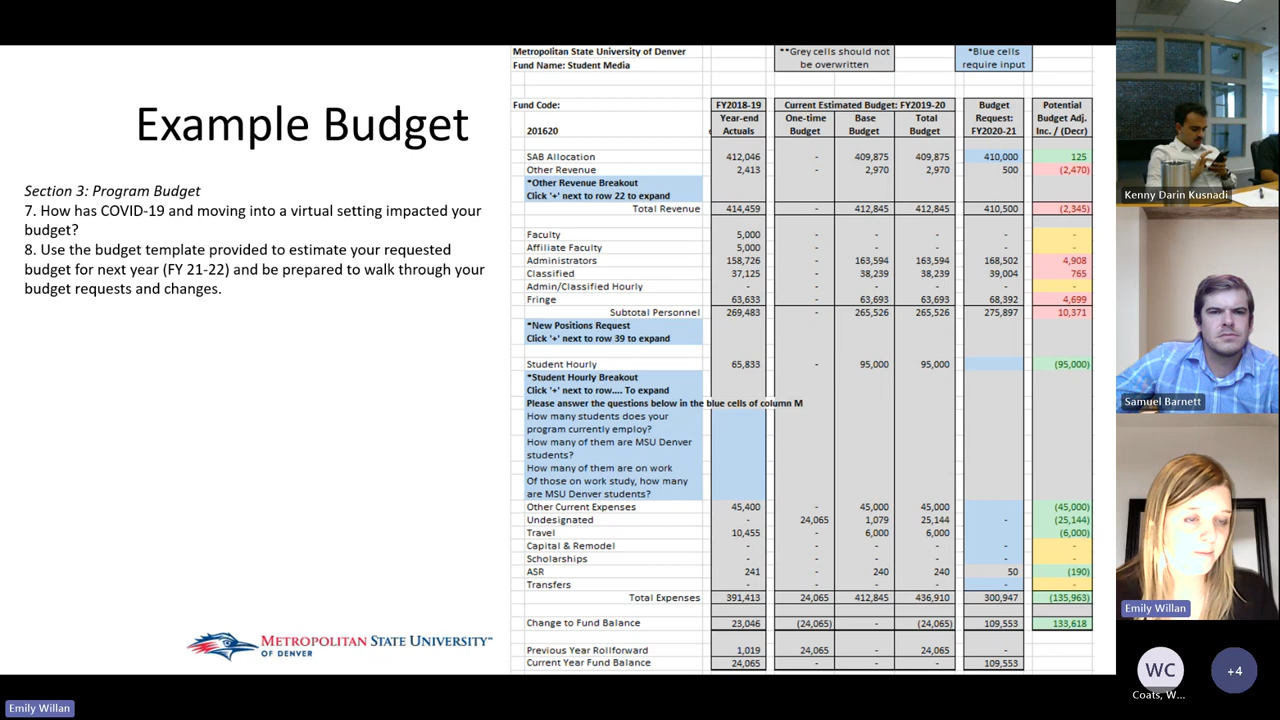 Example Budget
Section 3: Program Budget
7. How has COVID-19 and moving into a virtual setting impacted your
budget?
8. Use the budget template provided to estimate your requested
budget for next year (FY 21-22) and be prepared to walk through your
budget requests and changes.
METROPOLITAN STATE UNIVERSITY™
OF DENVER
Metropolitan State University of Denver
**Grey cells should not
be overwritten
*Blue cells
require input
Fund Name: Student Media
Fund Code:
201620
FY2018-19
Year-end
Actuals
Current Estimated Budget: FY2019-20
One-time
Budget
Base
Budget
Total
Budget
Budget
Request:
FY2020-21
Potential
Budget Adj.
Inc. / (Decr)
SAB Allocation 412,046 - 409,875 409,875 410,000 125
Other Revenue 2,413 - 2,970 2,970 500 (2,470)
*Other Revenue Breakout
Click '+' next to row 22 to expand
Total Revenue 414,459 - 412,845 412,845 410,500 (2,345)
Faculty 5,000 - - - - -
Affiliate Faculty 5,000 - - - - -
Administrators 158,726 - 163,594 163,594 168,502 4,908
Classified 37,125 - 38,239 38,239 39,004 765
Admin/Classified Hourly - - - - - -
Fringe 63,633 - 63,693 63,693 68,392 4,699
Subtotal Personnel 269,483 - 265,526 265,526 275,897 10,371
*New Positions Request
Click '+' next to row 39 to expand
Student Hourly 65,833 - 95,000 95,000 (95,000)
*Student Hourly Breakout
Click '+' next to row.... To expand
Please answer the questions below in the blue cells of column M
How many students does your
program currently employ?
How many of them are MSU Denver
students?
How many of them are on work
Of those on work study, how many
are MSU Denver students?
Other Current Expenses 45,400 - 45,000 45,000 (45,000)
Undesignated - 24,065 1,079 25,144 - (25,144)
Travel 10,455 - 6,000 6,000 (6,000)
Capital & Remodel - - - - -
Scholarships - - - - -
ASR 241 - 240 240 50 (190)
Transfers - - - - - -
Total Expenses 391,413 24,065 412,845 436,910 300,947 (135,963)
Change to Fund Balance 23,046 (24,065) - (24,065) 109,553 133,618
Previous Year Rollforward 1,019 24,065 - 24,065
Current Year Fund Balance 24,065 - - - 109,553
Kenny Darin Kusnadi
Samuel Barnett
Emily Willan
WC
Coats, W...
+4
Emily Willan